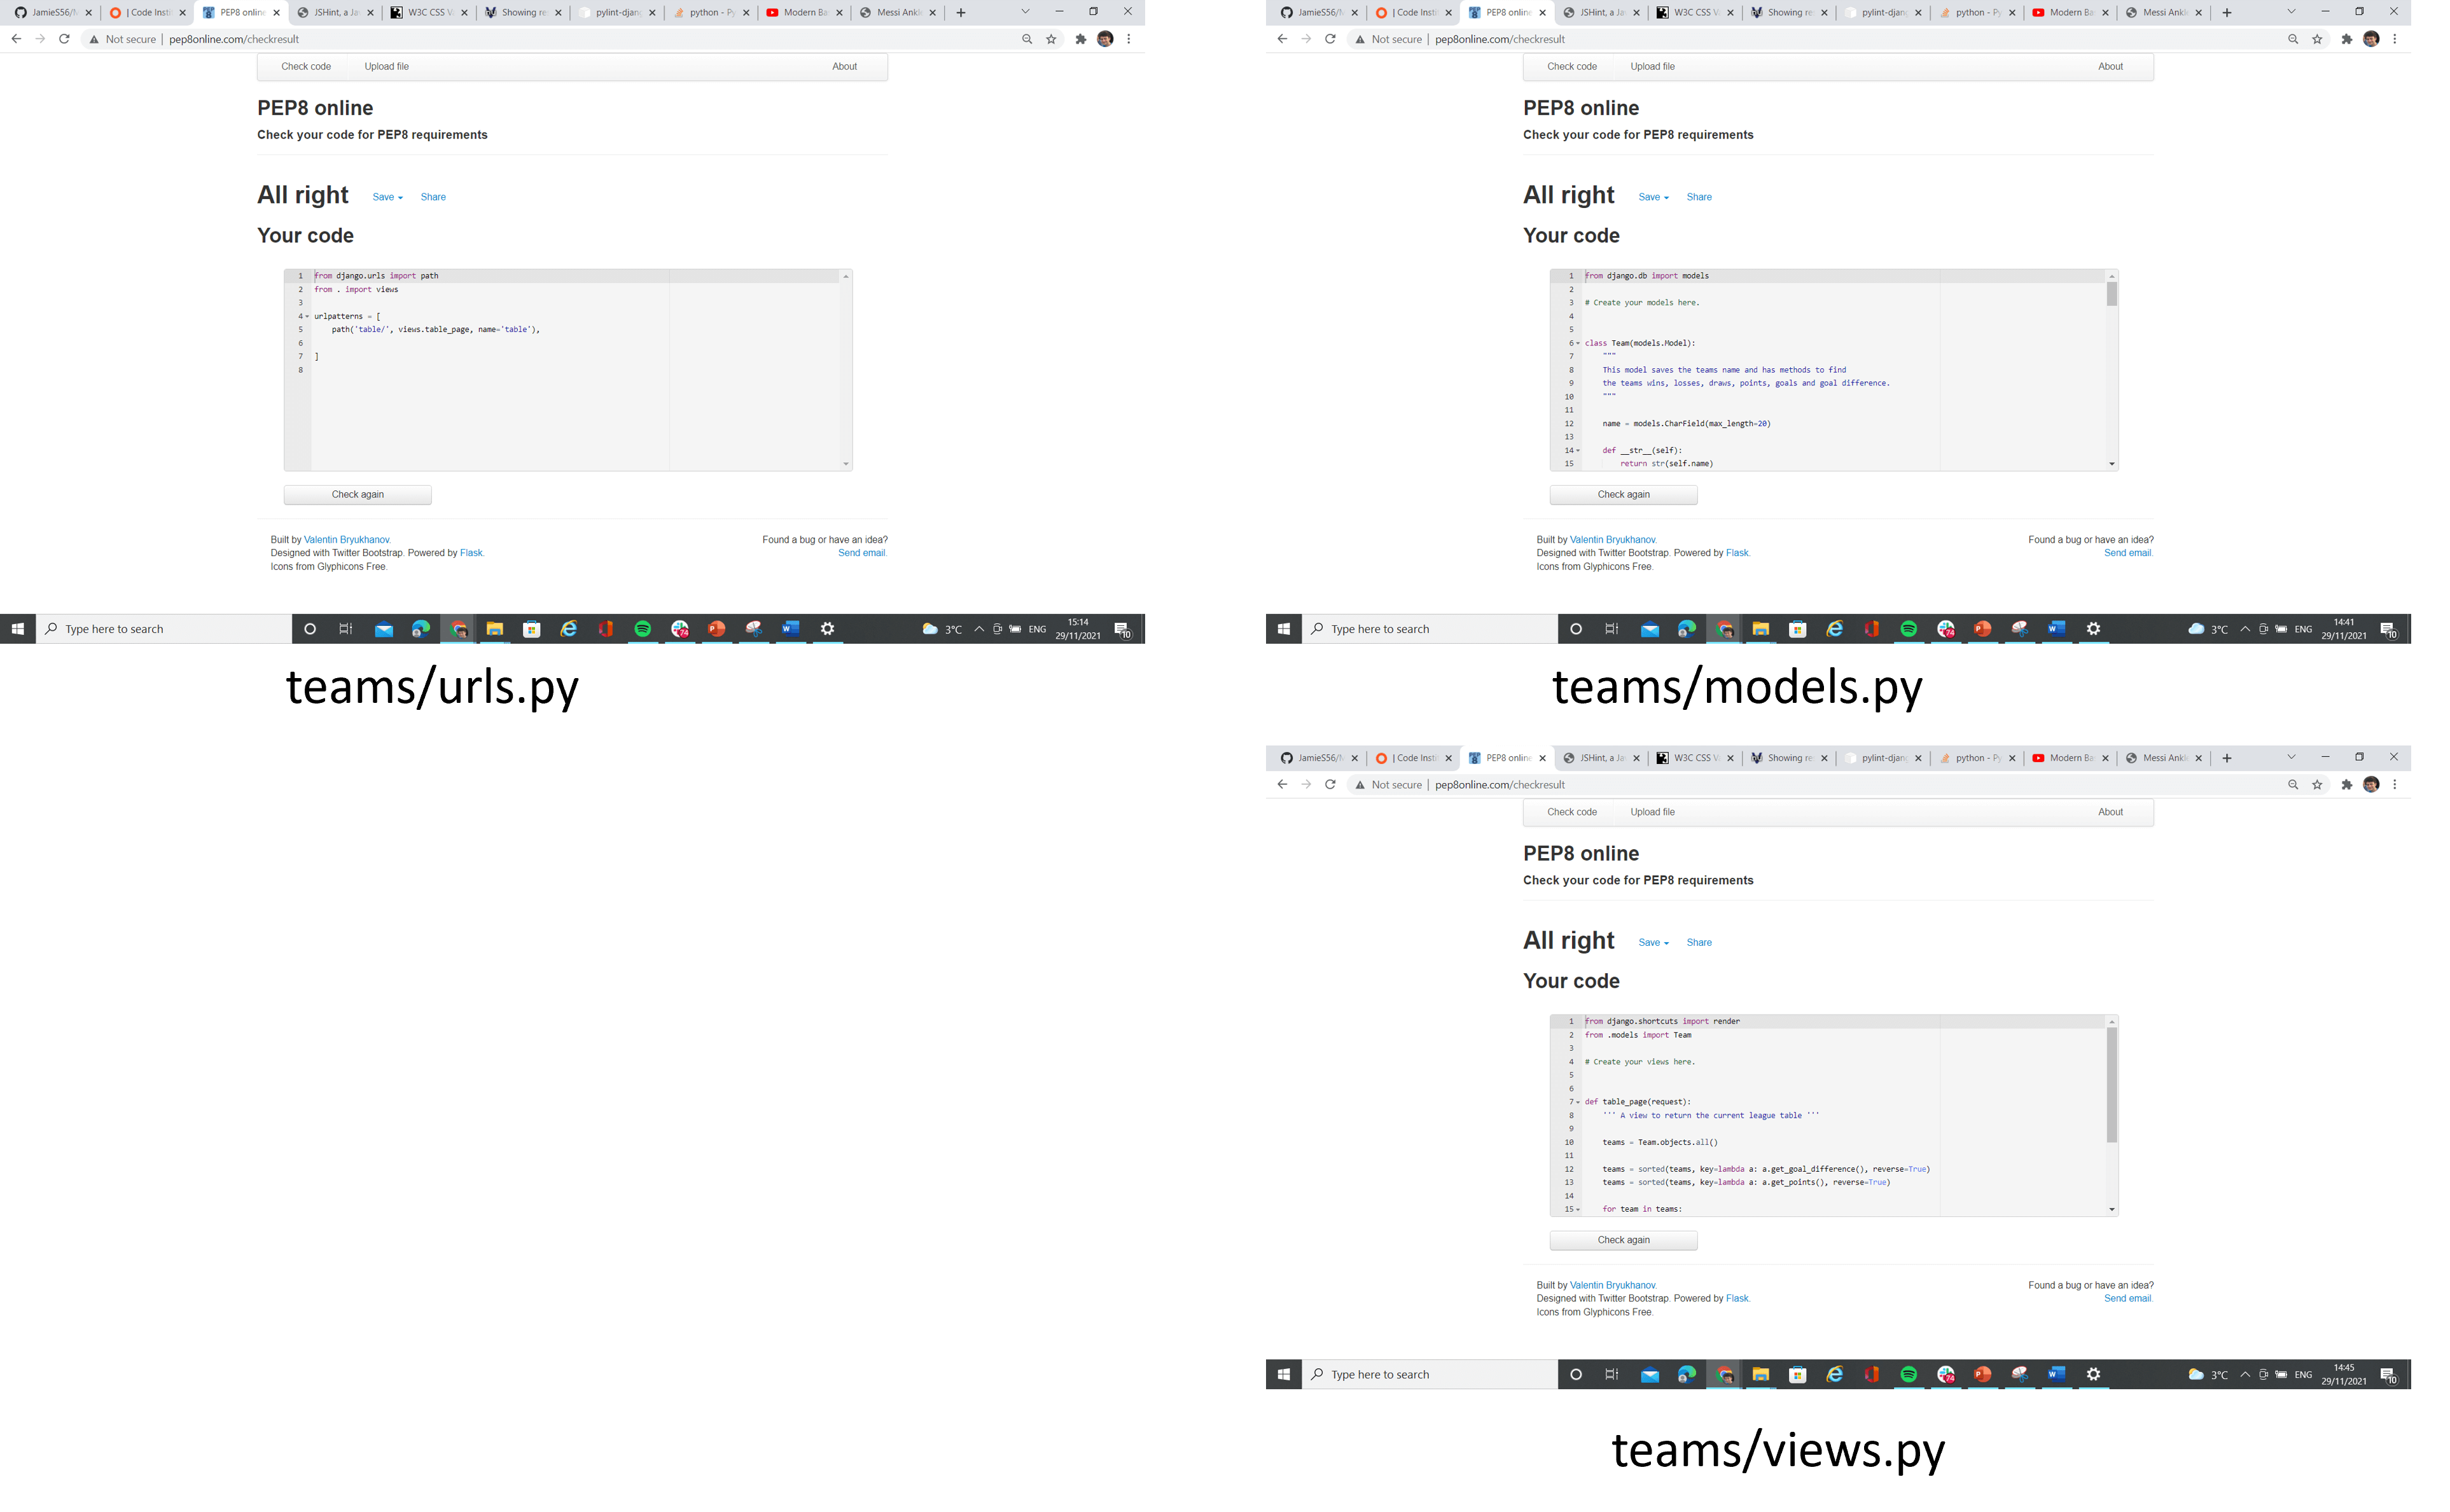 JamieS56/M
| Code Insti
PEP8 online
JSHint, a Jav
W3C CSS Va
Showing re
pylint-djang
python - Py
Modern Ba
Messi Ankl
Not secure | pep8online.com/checkresult
Check code Upload file About
PEP8 online
Check your code for PEP8 requirements
All right Save Share
Your code
1 from django.urls import path
2 from . import views
3
4 urlpatterns = [
5 path('table/', views.table_page, name='table'),
6
7 ]
8
Check again
Built by Valentin Bryukhanov. Found a bug or have an idea?
Designed with Twitter Bootstrap. Powered by Flask. Send email.
Icons from Glyphicons Free.
Type here to search 74 3°C ENG 15:14 10
29/11/2021
teams/urls.py
JamieS56/M
| Code Insti
PEP8 online
JSHint, a Jav
W3C CSS Va
Showing re
pylint-djang
python - Py
Modern Ba
Messi Ankl
Not secure | pep8online.com/checkresult
Check code Upload file About
PEP8 online
Check your code for PEP8 requirements
All right Save Share
Your code
1 from django.db import models
2
3 # Create your models here.
4
5
6 class Team(models.Model):
7 """
8 This model saves the teams name and has methods to find
9 the teams wins, losses, draws, points, goals and goal difference.
10 """
11
12 name = models.CharField(max_length=20)
13
14 def __str__(self):
15 return str(self.name)
Check again
Built by Valentin Bryukhanov. Found a bug or have an idea?
Designed with Twitter Bootstrap. Powered by Flask. Send email.
Icons from Glyphicons Free.
Type here to search 74 3°C ENG 14:41 10
29/11/2021
teams/models.py
JamieS56/M
| Code Insti
PEP8 online
JSHint, a Jav
W3C CSS Va
Showing re
pylint-djang
python - Py
Modern Ba
Messi Ankl
Not secure | pep8online.com/checkresult
Check code Upload file About
PEP8 online
Check your code for PEP8 requirements
All right Save Share
Your code
1 from django.shortcuts import render
2 from .models import Team
3
4 # Create your views here.
5
6
7 def table_page(request):
8 ''' A view to return the current league table '''
9
10 teams = Team.objects.all()
11
12 teams = sorted(teams, key=lambda a: a.get_goal_difference(), reverse=True)
13 teams = sorted(teams, key=lambda a: a.get_points(), reverse=True)
14
15 for team in teams:
Check again
Built by Valentin Bryukhanov. Found a bug or have an idea?
Designed with Twitter Bootstrap. Powered by Flask. Send email.
Icons from Glyphicons Free.
Type here to search 74 3°C ENG 14:45 10
29/11/2021
teams/views.py